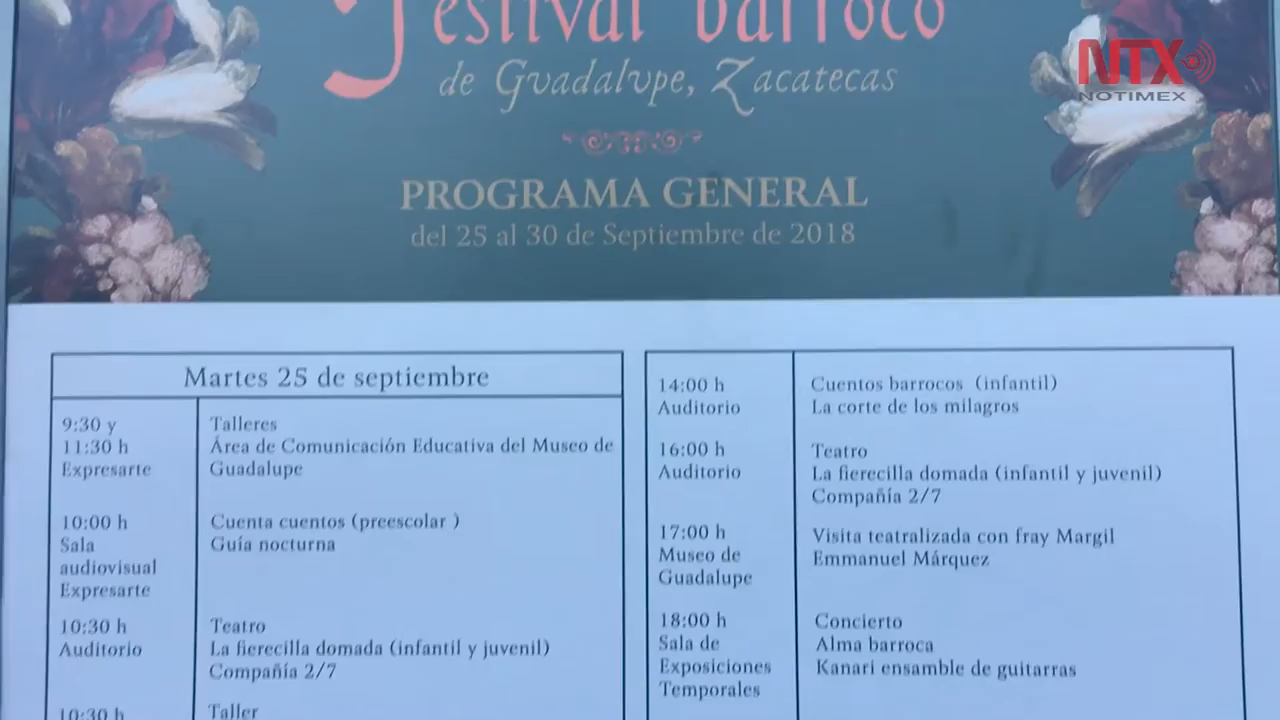 Festival barroco
de Guadalupe, Zacatecas
NTX
NOTIMEX
PROGRAMA GENERAL
del 25 al 30 de Septiembre de 2018
Martes 25 de septiembre
9:30 y
11:30 h
Expresarte
Talleres
Área de Comunicación Educativa del Museo de
Guadalupe
10:00 h
Sala
audiovisual
Expresarte
Cuenta cuentos (preescolar )
Guía nocturna
10:30 h
Auditorio
Teatro
La fierecilla domada (infantil y juvenil)
Compañía 2/7
10:30 h
Taller
14:00 h
Auditorio
Cuentos barrocos (infantil)
La corte de los milagros
16:00 h
Auditorio
Teatro
La fierecilla domada (infantil y juvenil)
Compañía 2/7
17:00 h
Museo de
Guadalupe
Visita teatralizada con fray Margil
Emmanuel Márquez
18:00 h
Sala de
Exposiciones
Temporales
Concierto
Alma barroca
Kanari ensamble de guitarras